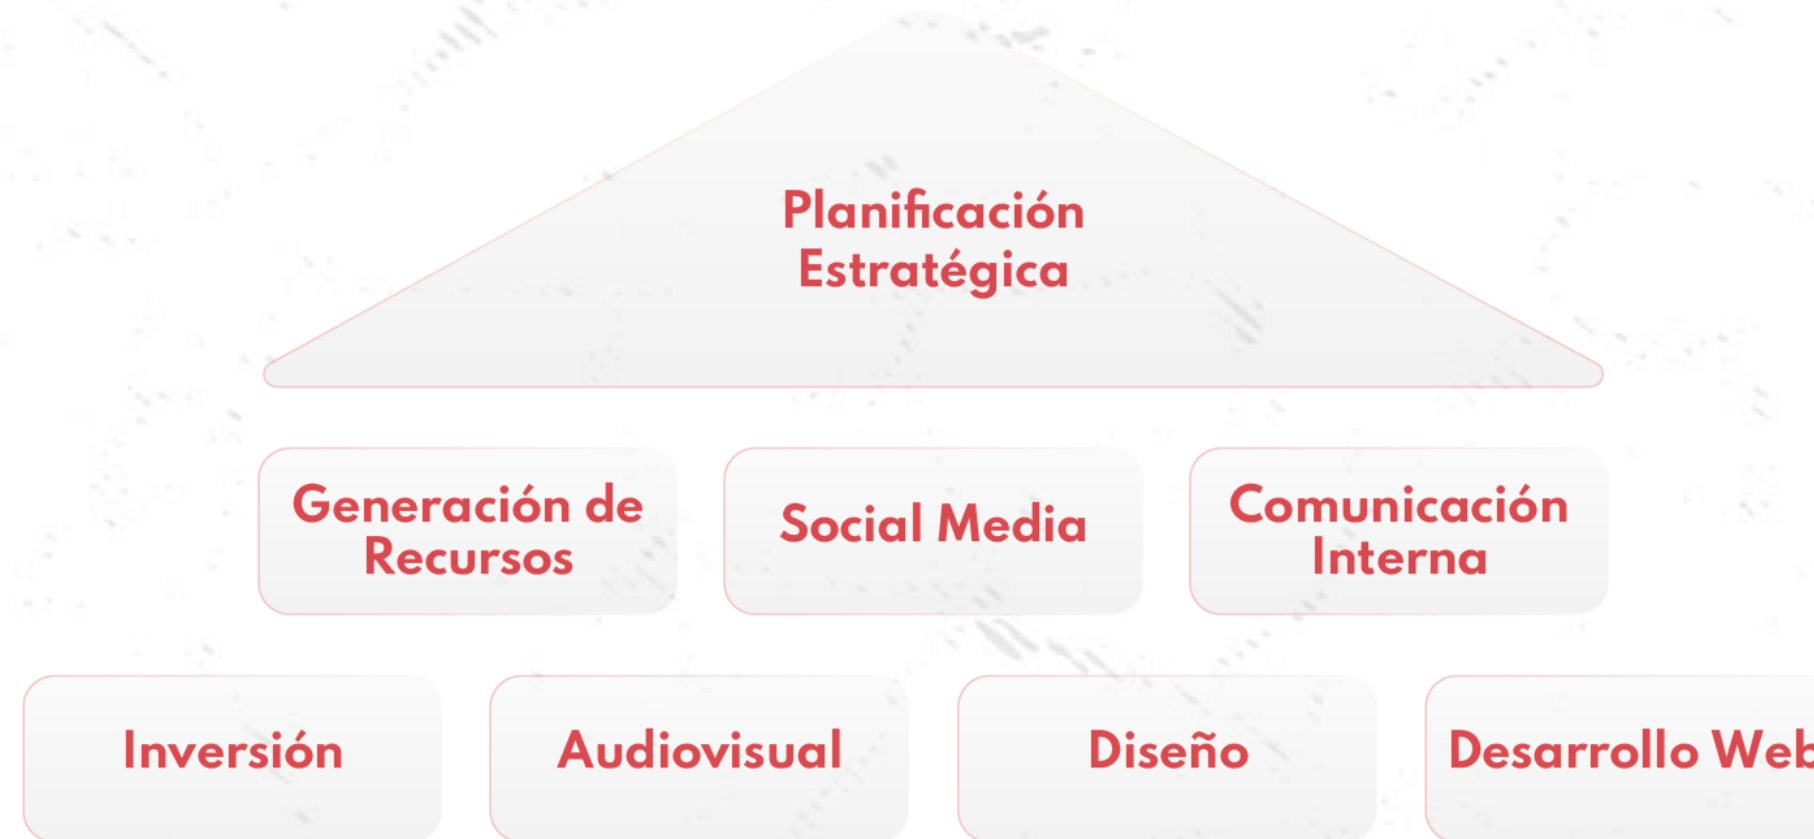 Planificación
Estratégica
Generación de
Recursos
Social Media
Comunicación
Interna
Inversión
Audiovisual
Diseño
Desarrollo Web